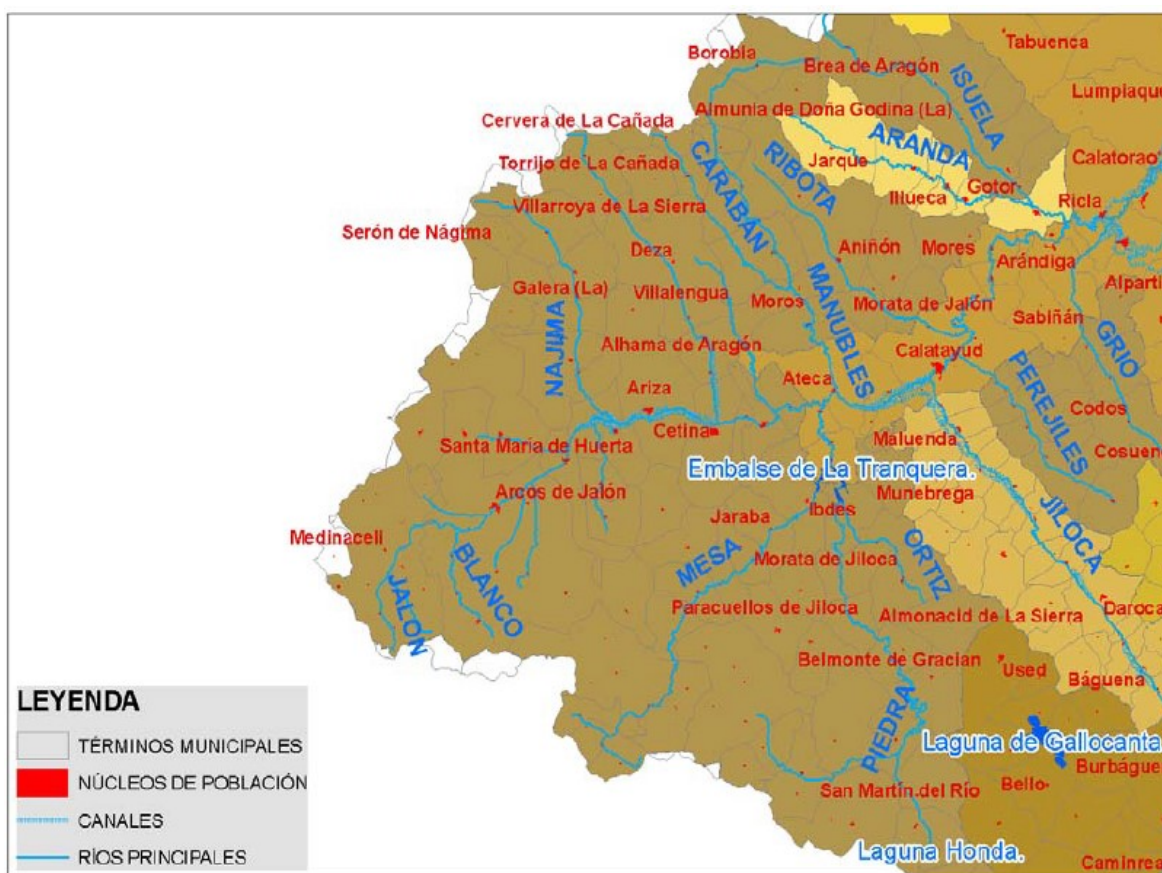 Tabuenca
Borobia
Brea de Aragón
ISUELA
Lumpiaque
Almunia de Doña Godina (La)
Cervera de La Cañada
ARANDA
Torrijo de La Cañada
CARABÁN
RIBOTA
Jarque
Calatorao
Illueca
Gotor
Ricla
Villarroya de La Sierra
Serón de Nágima
Deza
Aniñón
Mores
Arándiga
Alparti
Galera (La)
Villalengua
Moros
MANUBLES
Morata de Jalón
Sabiñán
GRIO
NAJIMA
Alhama de Aragón
Calatayud
PEREJILES
Ariza
Ateca
Codos
Santa Maria de Huerta
Cetina
Maluenda
Cosuend
Embalse de La Tranquera.
Munebrega
Arcos de Jalón
Jaraba
Ibdes
JILOCA
Medinaceli
BLANCO
MESA
Morata de Jiloca
ORTIZ
JALON
Paracuellos de Jiloca
Almonacid de La Sierra
Daroca
Belmonte de Gracian
Used
Báguena
PIEDRA
Laguna de Gallocanta
Burbágue
San Martín.del Río
Bello
Laguna Honda.
Caminrea
LEYENDA
TÉRMINOS MUNICIPALES
NÚCLEOS DE POBLACIÓN
CANALES
RÍOS PRINCIPALES